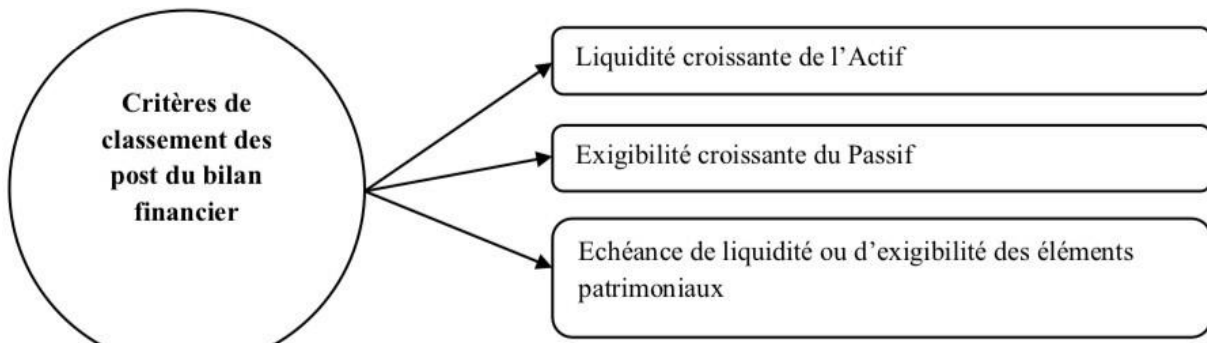 Critères de
classement des
post du bilan
financier
Liquidité croissante de l’Actif
Exigibilité croissante du Passif
Echéance de liquidité ou d’exigibilité des éléments
patrimoniaux